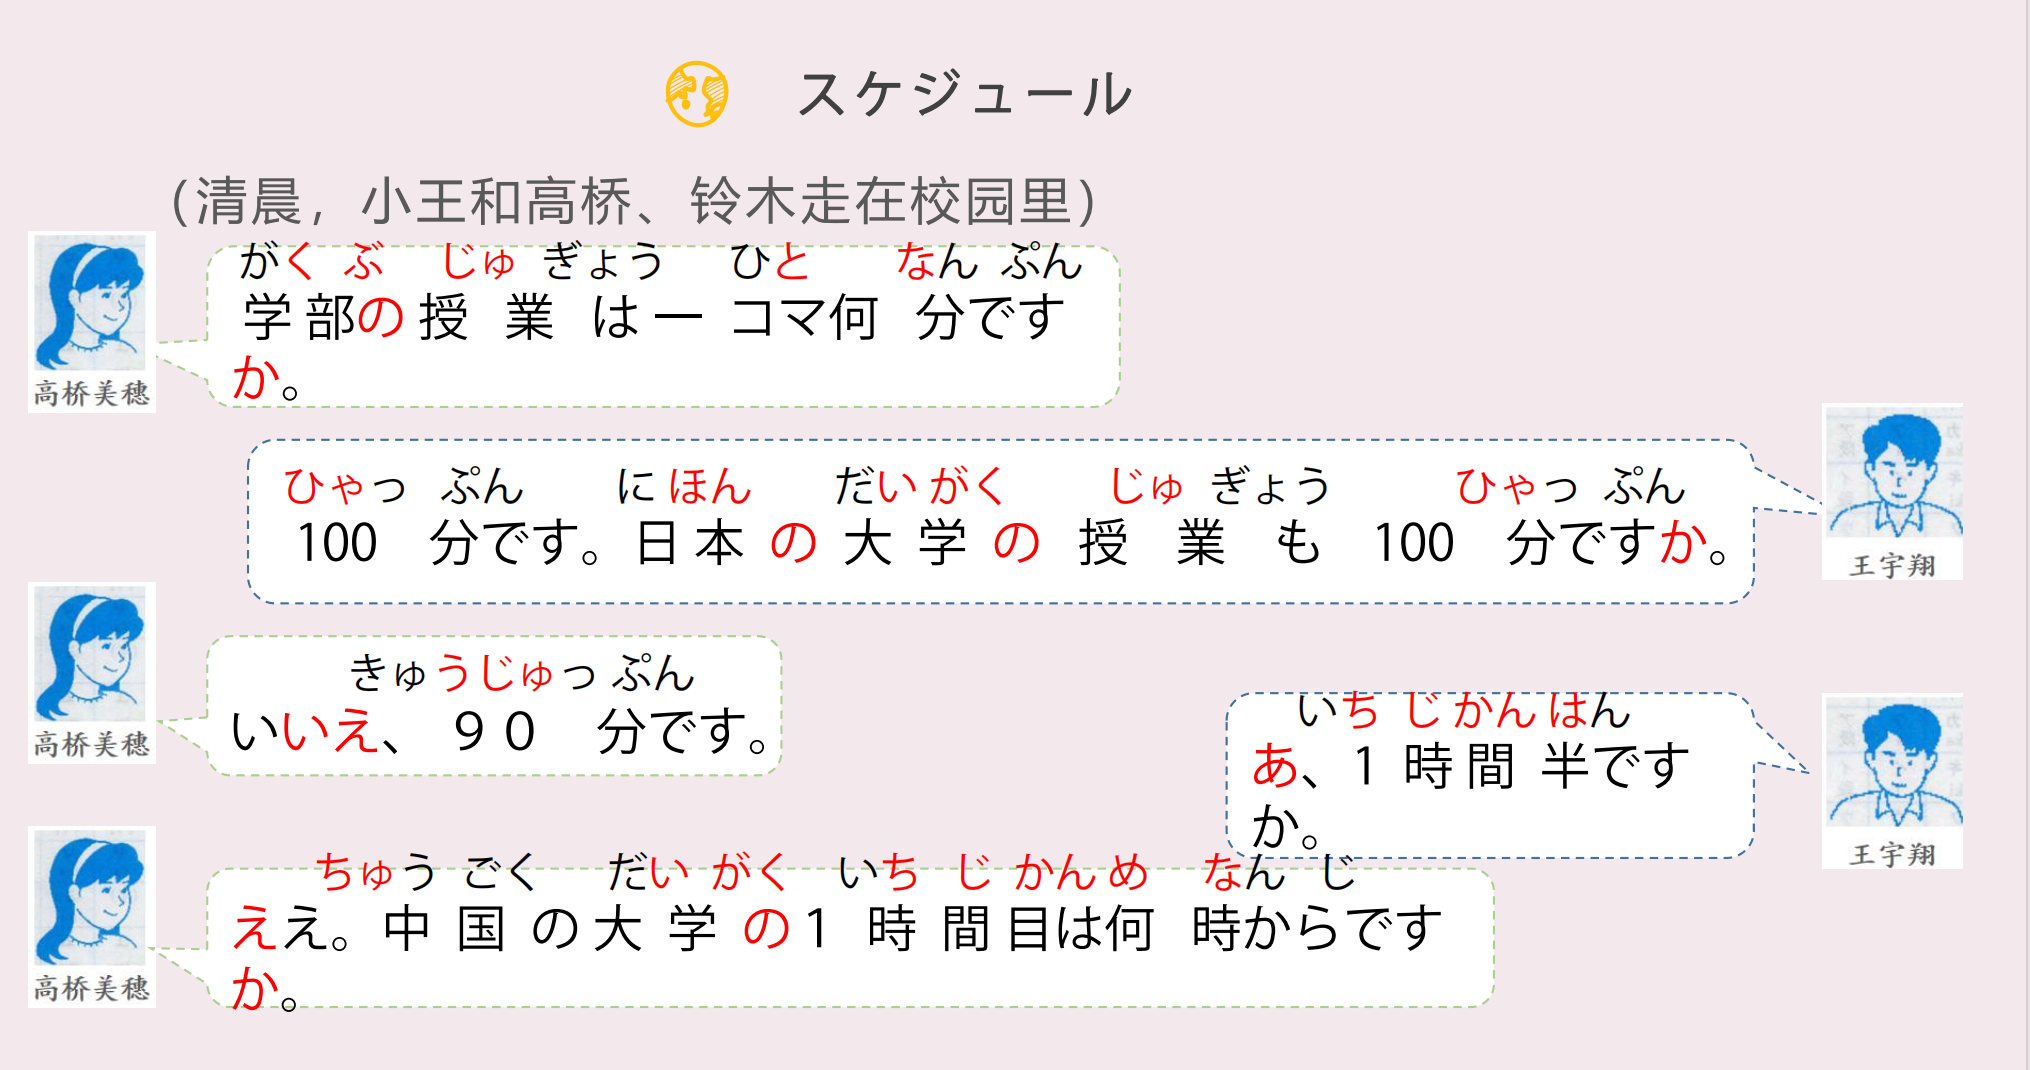 スケジュール
（清晨，小王和高桥、铃木走在校园里）
がくぶ じゅぎょう ひと なんぷん
学部の授業は一コマ何分です
か。
高桥美穗
ひゃっぷん にほん だいがく じゅぎょう ひゃっぷん
100分です。日本の大学の授業も100分ですか。
王宇翔
きゅうじゅっぷん
いいえ、９０分です。
高桥美穗
いちじかんはん
あ、1時間半です
か。
王宇翔
ちゅうごく だいがく いちじかんめ なんじ
ええ。中国の大学の1時間目は何時からです
か。
高桥美穗